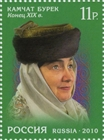 КАМЧАТ БУРЕК
Конец XIX в.
11р.
РОССИЯ RUSSIA · 2010